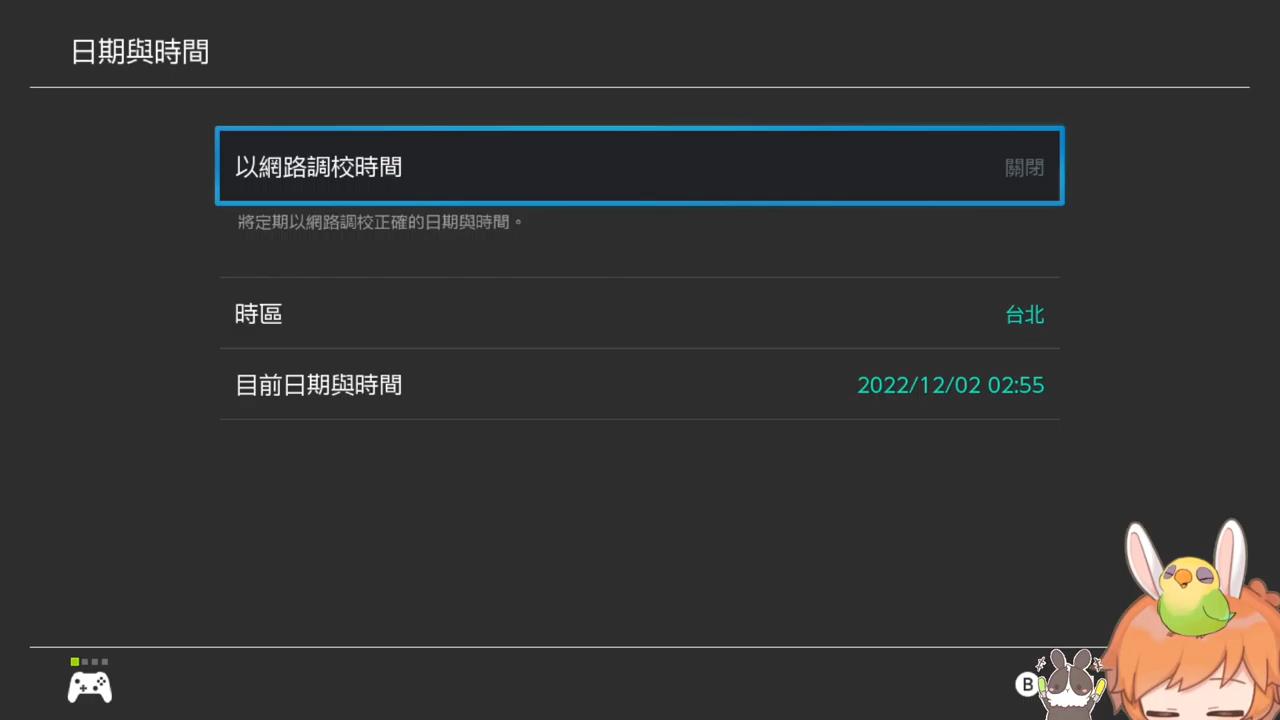 日期與時間
以網路調校時間 關閉
將定期以網路調校正確的日期與時間。
時區 台北
目前日期與時間 2022/12/02 02:55
B